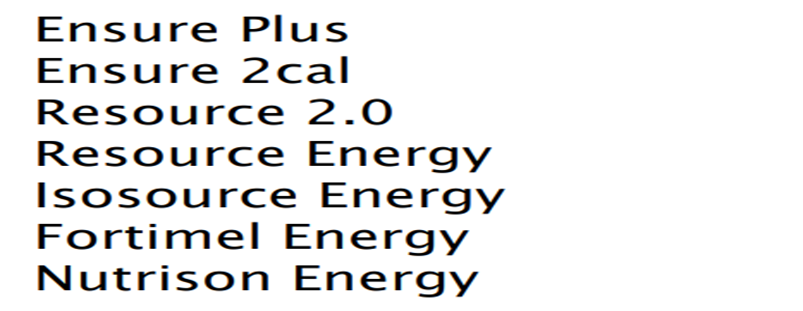 Ensure Plus
Ensure 2cal
Resource 2.0
Resource Energy
Isosource Energy
Fortimel Energy
Nutrison Energy